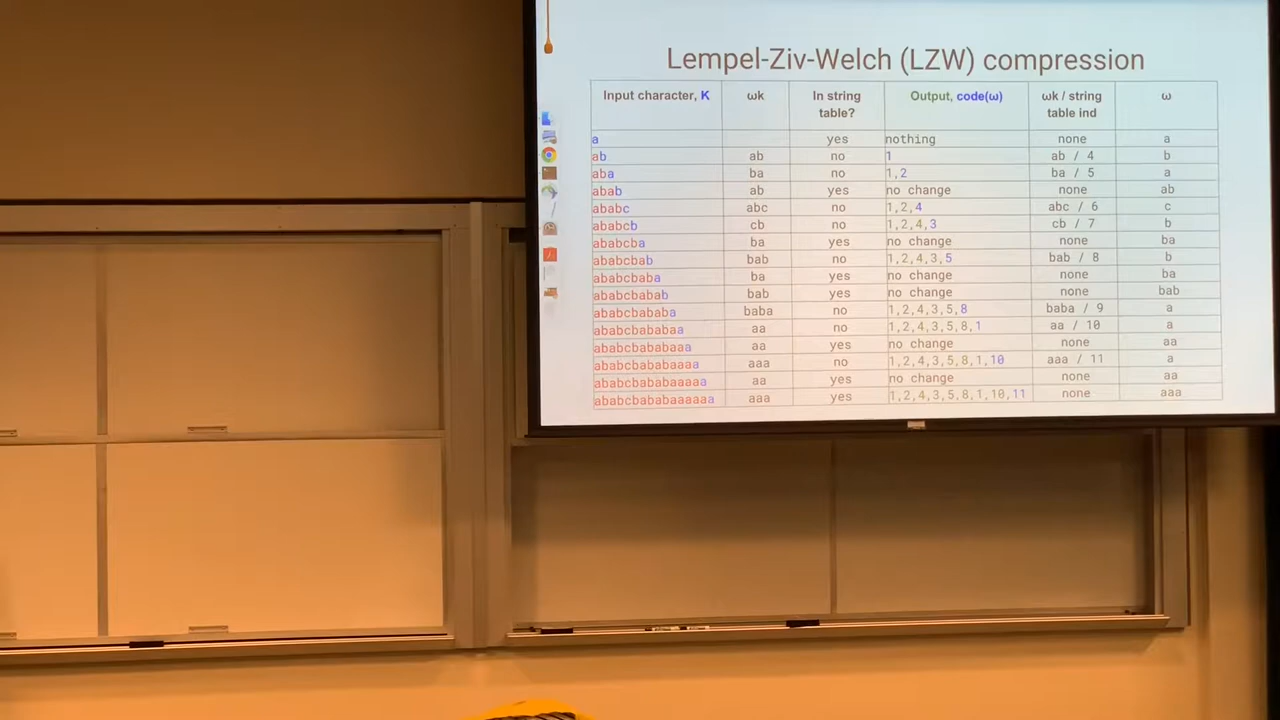 Lempel-Ziv-Welch (LZW) compression
Input character, K ωk In string table? Output, code(ω) ωk / string table ind ω
a yes nothing none a
ab ab no 1 ab / 4 b
aba ba no 1,2 ba / 5 a
abab ab yes no change none ab
ababc abc no 1,2,4 abc / 6 c
ababcb cb no 1,2,4,3 cb / 7 b
ababcba ba yes no change none ba
ababcbab bab no 1,2,4,3,5 bab / 8 b
ababcbaba ba yes no change none ba
ababcbabab bab yes no change none bab
ababcbababa baba no 1,2,4,3,5,8 baba / 9 a
ababcbababaa aa no 1,2,4,3,5,8,1 aa / 10 a
ababcbababaaa aa yes no change none aa
ababcbababaaaa aaa no 1,2,4,3,5,8,1,10 aaa / 11 a
ababcbababaaaaa aa yes no change none aa
ababcbababaaaaaa aaa yes 1,2,4,3,5,8,1,10,11 none aaa